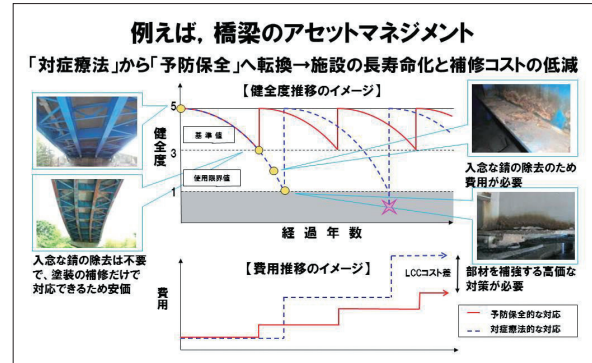 例えば，橋梁のアセットマネジメント
「対症療法」から「予防保全」へ転換→施設の長寿命化と補修コストの低減
【健全度推移のイメージ】
5
健全度
基準値
3
使用限界値
1
経過年数
入念な錆の除去のため
費用が必要
入念な錆の除去は不要
で、塗装の補修だけで
対応できるため安価
部材を補強する高価な
対策が必要
【費用推移のイメージ】
費用
LCCコスト差
予防保全的な対応
対症療法的な対応